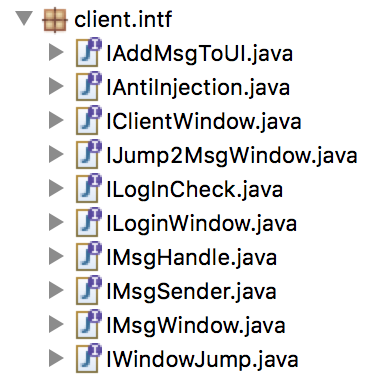 client.intf
IAddMsgToUI.java
IAntiInjection.java
IClientWindow.java
IJump2MsgWindow.java
ILogInCheck.java
ILoginWindow.java
IMsgHandle.java
IMsgSender.java
IMsgWindow.java
IWindowJump.java